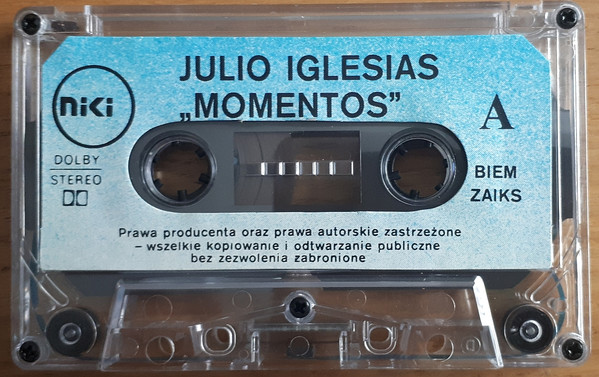 JULIO IGLESIAS
„MOMENTOS”
niki
A
DOLBY
STEREO
BIEM
ZAIKS
Prawa producenta oraz prawa autorskie zastrzeżone
– wszelkie kopiowanie i odtwarzanie publiczne
bez zezwolenia zabronione